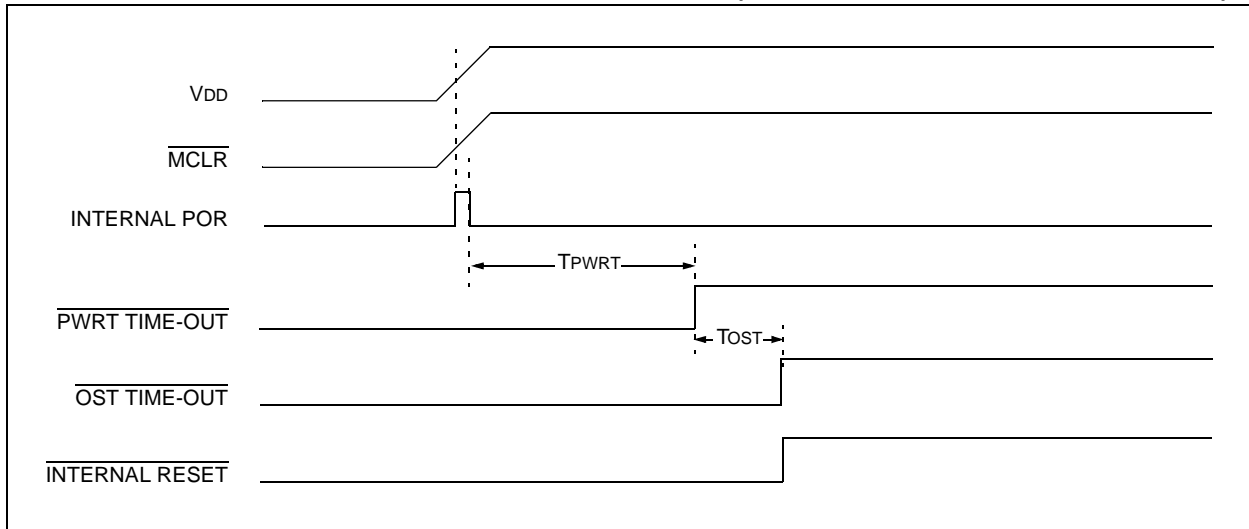 VDD
MCLR
INTERNAL POR
TPWRT
PWRT TIME-OUT
TOST
OST TIME-OUT
INTERNAL RESET